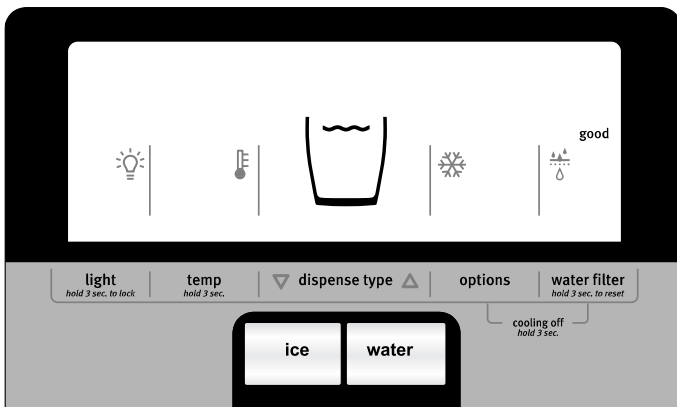 good
light
hold 3 sec. to lock
temp
hold 3 sec.
dispense type
options
water filter
hold 3 sec. to reset
cooling off
hold 3 sec.
ice
water